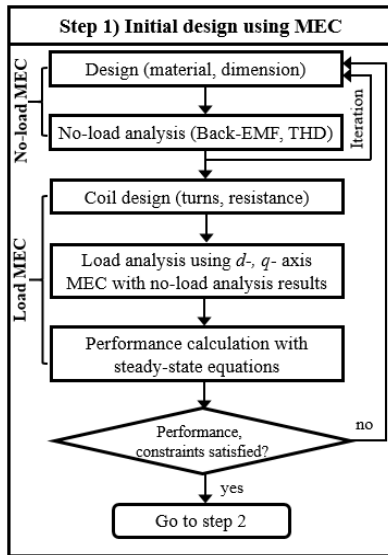 Step 1) Initial design using MEC
No-load MEC
Design (material, dimension)
No-load analysis (Back-EMF, THD)
Iteration
Load MEC
Coil design (turns, resistance)
Load analysis using d-, q- axis
MEC with no-load analysis results
Performance calculation with
steady-state equations
Performance,
constraints satisfied?
no
yes
Go to step 2